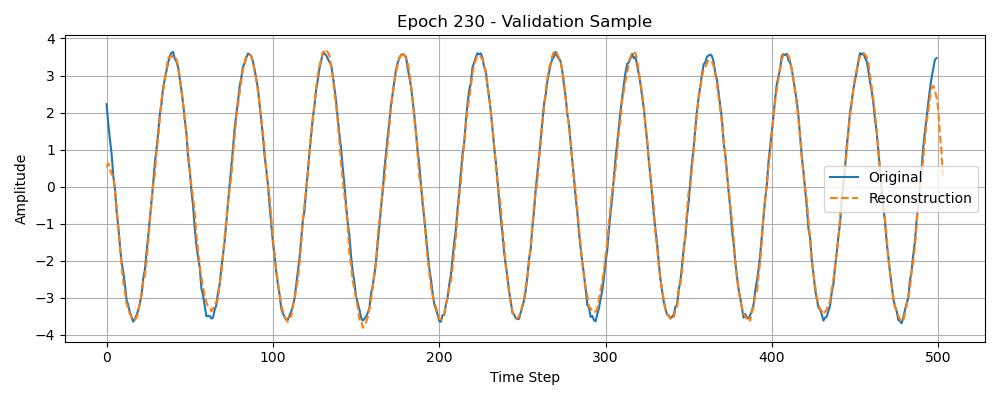 Epoch 230 - Validation Sample
Amplitude
4
3
2
1
0
−1
−2
−3
−4
Original
Reconstruction
0 100 200 300 400 500
Time Step